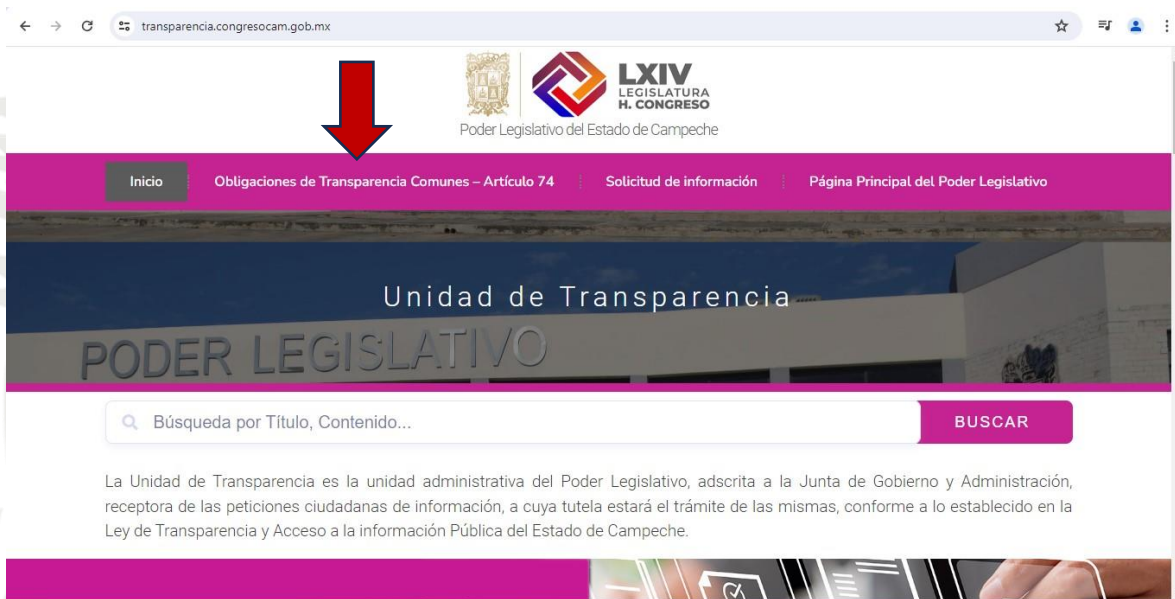 transparencia.congresocam.gob.mx
LXIV
LEGISLATURA
H. CONGRESO
Poder Legislativo del Estado de Campeche
Inicio
Obligaciones de Transparencia Comunes – Artículo 74
Solicitud de información
Página Principal del Poder Legislativo
Unidad de Transparencia
PODER LEGISLATIVO
Búsqueda por Título, Contenido...
BUSCAR
La Unidad de Transparencia es la unidad administrativa del Poder Legislativo, adscrita a la Junta de Gobierno y Administración,
receptora de las peticiones ciudadanas de información, a cuya tutela estará el trámite de las mismas, conforme a lo establecido en la
Ley de Transparencia y Acceso a la información Pública del Estado de Campeche.